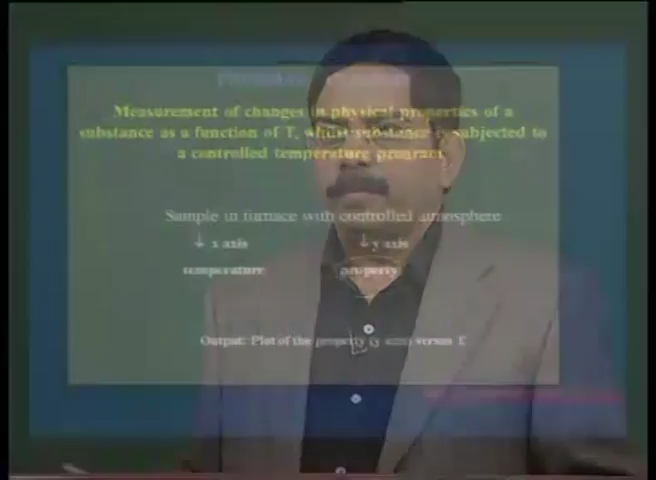 Measurement of changes in physical properties of a
substance as a function of T, whilst substance is subjected to
a controlled temperature program
Sample in furnace with controlled atmosphere
↓ x axis ↓ y axis
temperature property
Output: Plot of the property (y axis) versus T